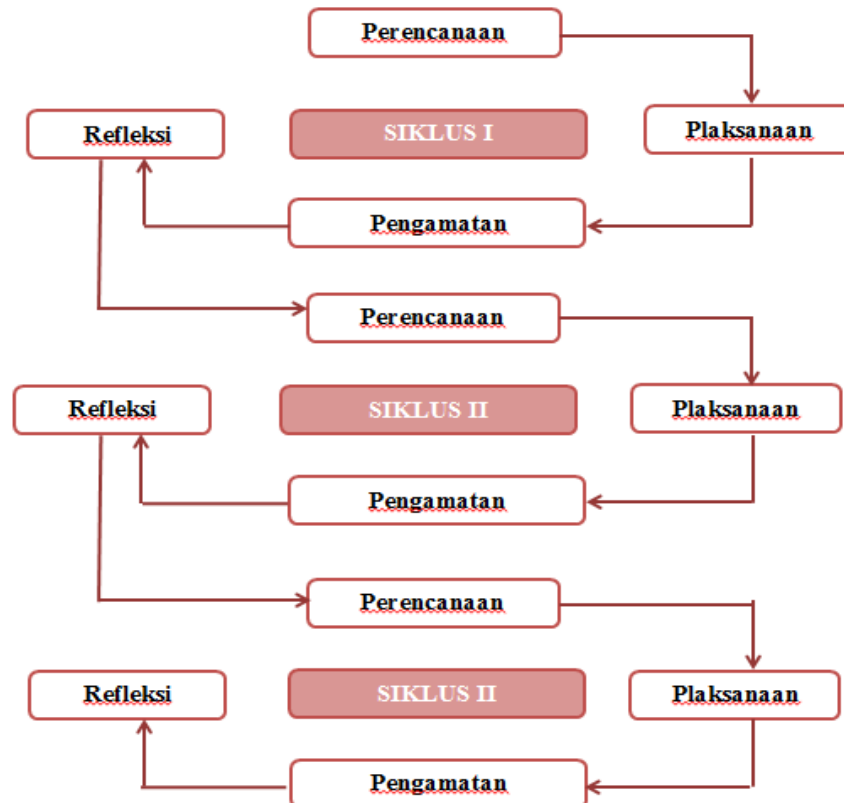 Perencanaan
Refleksi
SIKLUS I
Plaksanaan
Pengamatan
Perencanaan
Refleksi
SIKLUS II
Plaksanaan
Pengamatan
Perencanaan
Refleksi
SIKLUS II
Plaksanaan
Pengamatan